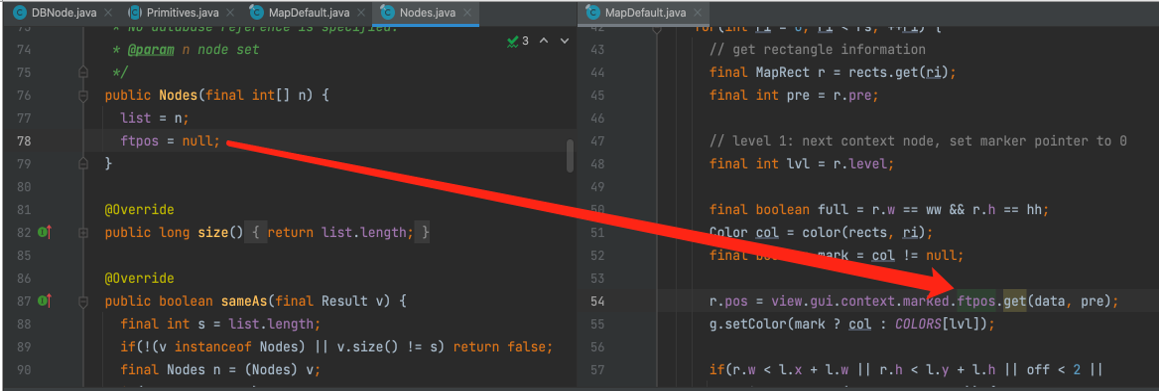 DBNode.java
Primitives.java
MapDefault.java
Nodes.java
73
* No database reference is specified.
74
* @param n node set
75
*/
76
public Nodes(final int[] n) {
77
list = n;
78
ftpos = null;
79
}
80
81
@Override
82
public long size() { return list.length; }
85
86
@Override
87
public boolean sameAs(final Result v) {
88
final int s = list.length;
89
if(!(v instanceof Nodes) || v.size() != s) return false;
90
final Nodes n = (Nodes) v;
3
MapDefault.java
42
for(int ri = 0; ri < rs; ++ri) {
43
// get rectangle information
44
final MapRect r = rects.get(ri);
45
final int pre = r.pre;
46
47
// level 1: next context node, set marker pointer to 0
48
final int lvl = r.level;
49
50
final boolean full = r.w == ww && r.h == hh;
51
Color col = color(rects, ri);
52
final boolean mark = col != null;
53
54
r.pos = view.gui.context.marked.ftpos.get(data, pre);
55
g.setColor(mark ? col : COLORS[lvl]);
56
57
if(r.w < l.x + l.w || r.h < l.y + l.h || off < 2 ||